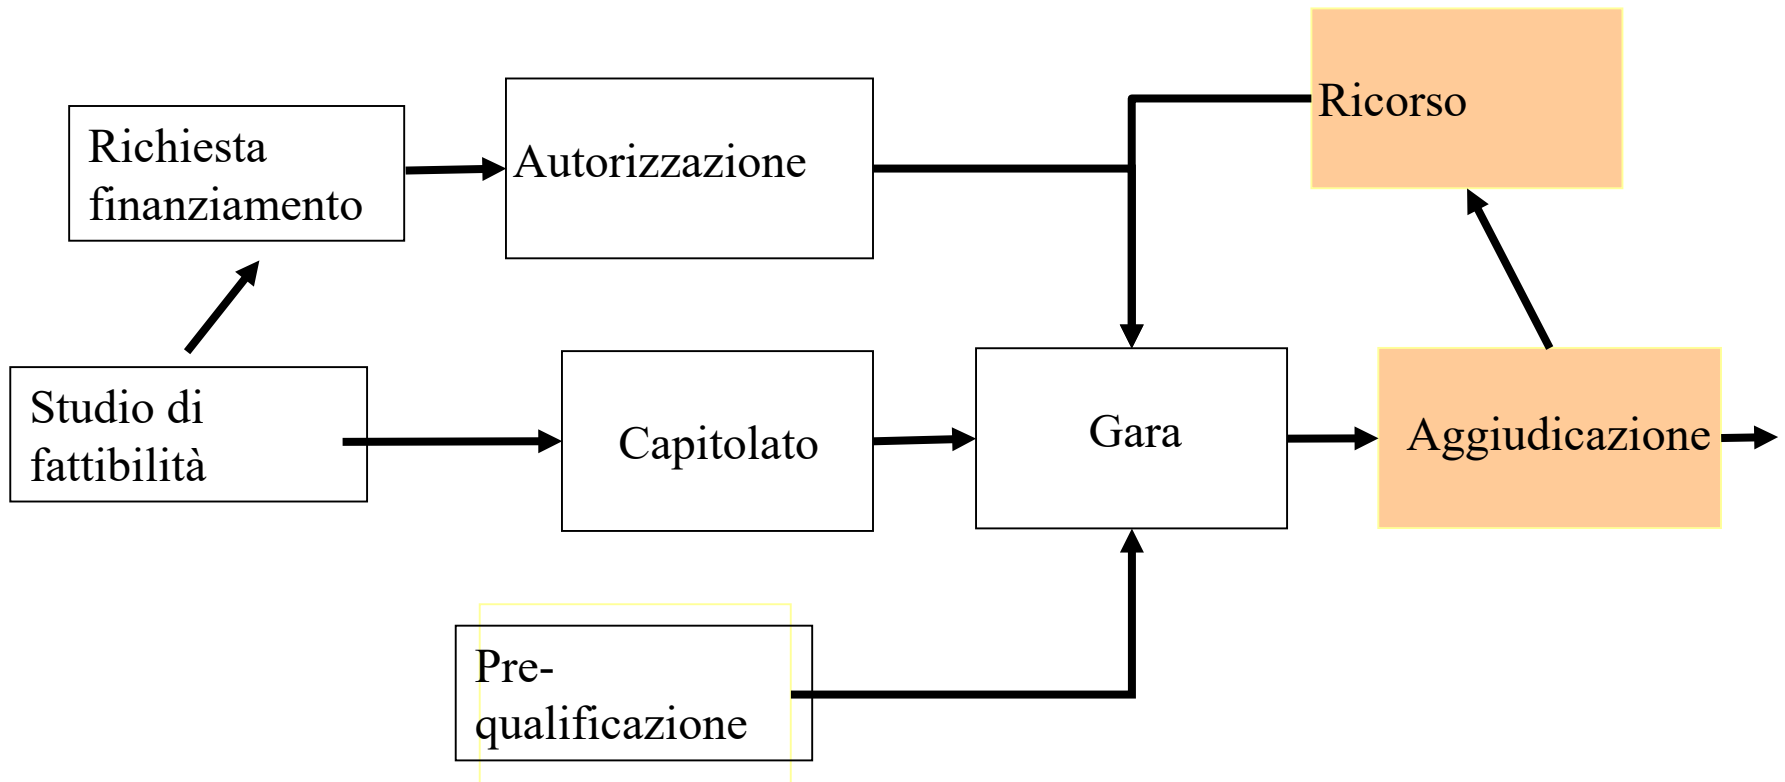 Ricorso
Richiesta
finanziamento
Autorizzazione
Studio di
fattibilità
Capitolato
Gara
Aggiudicazione
Pre-
qualificazione